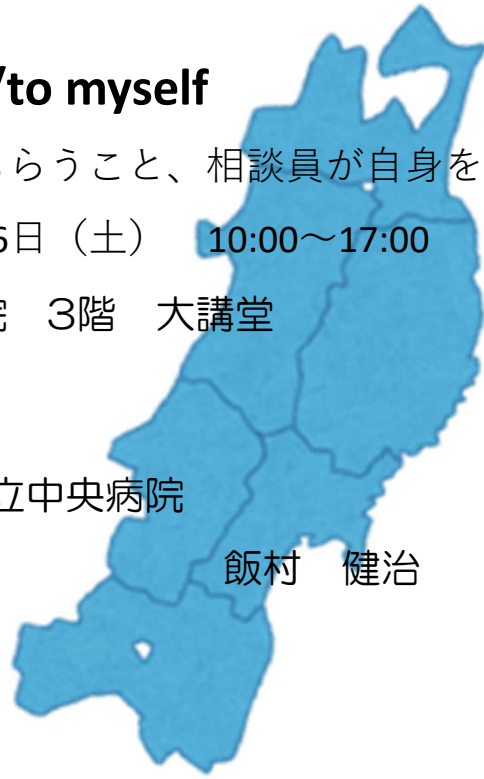 /to myself
らうこと、相談員が自身を
6日（土）　10:00～17:00
院　3階　大講堂
立中央病院
飯村　健治